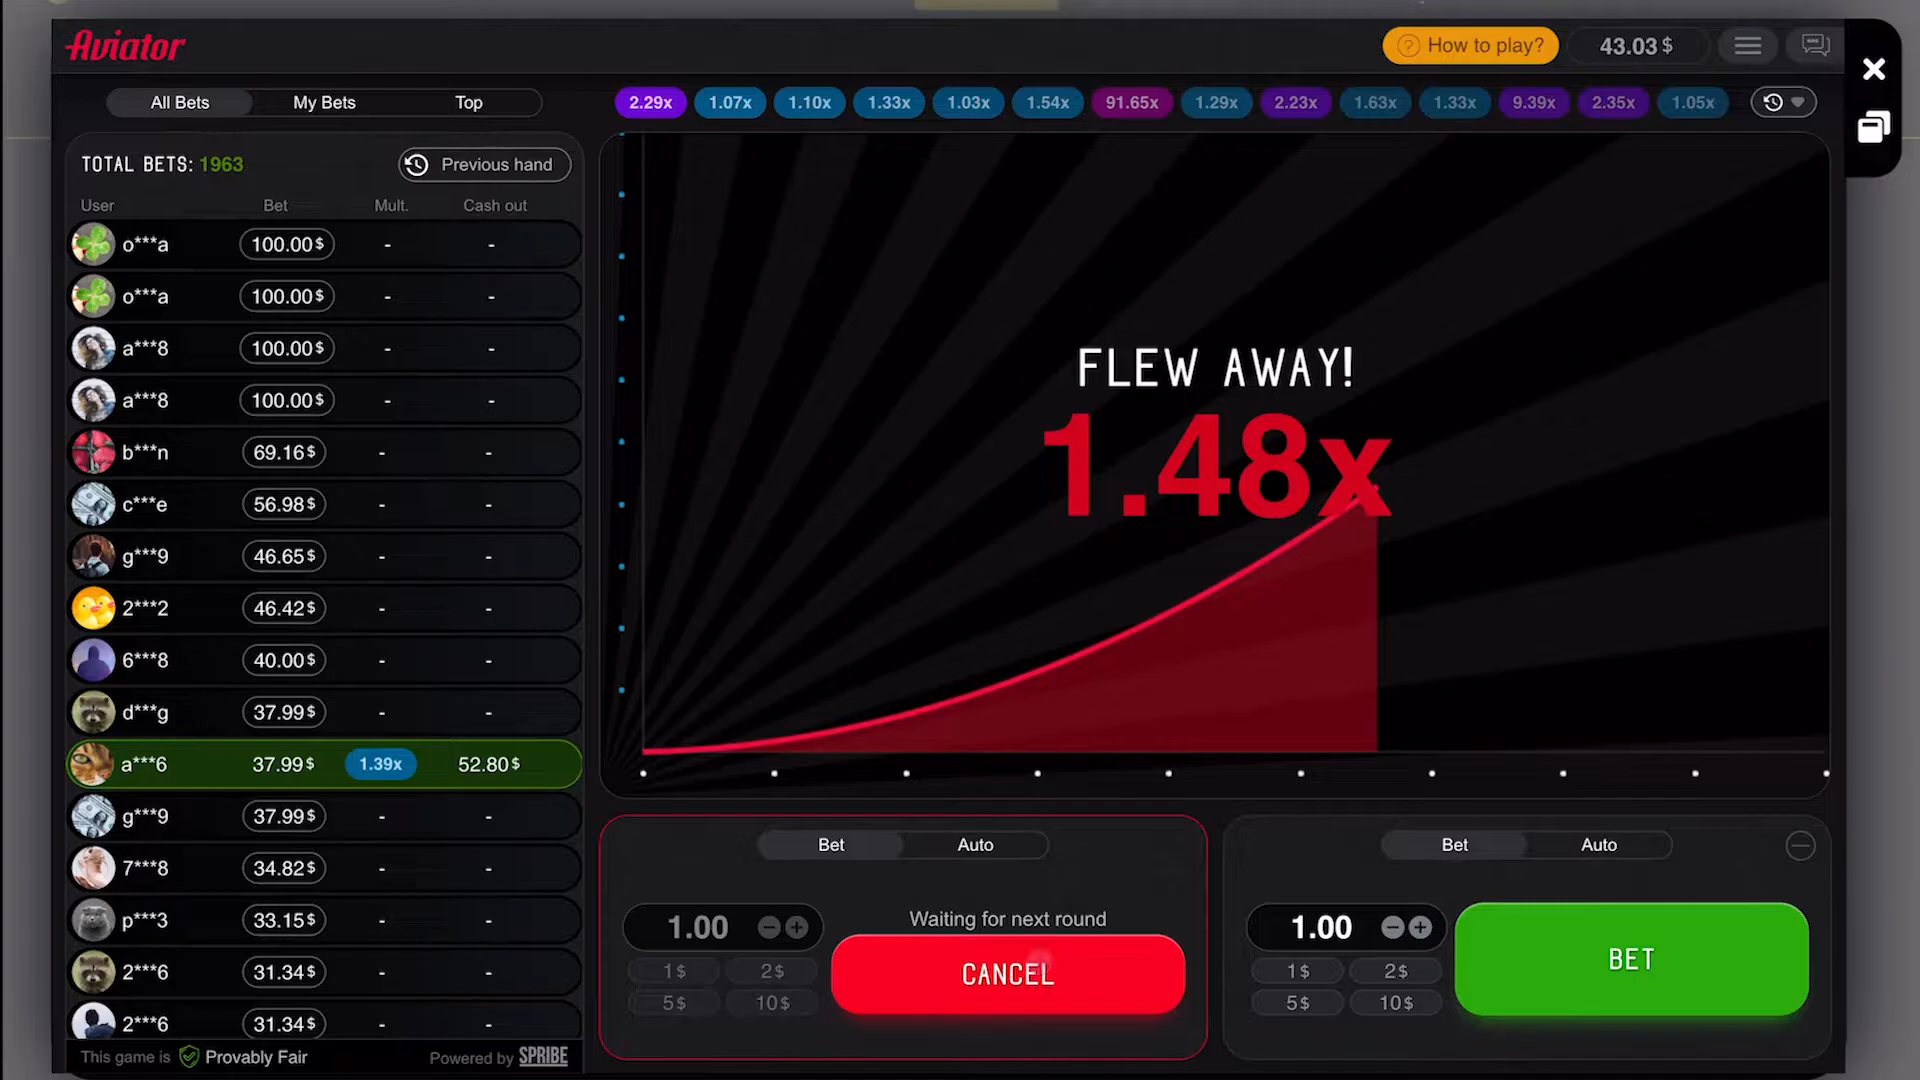 Aviator
How to play?
43.03 $
All Bets
My Bets
Top
2.29x 1.07x 1.10x 1.33x 1.03x 1.54x 91.65x 1.29x 2.23x 1.63x 1.33x 9.39x 2.35x 1.05x
TOTAL BETS: 1963
Previous hand
User Bet Mult. Cash out
o***a 100.00 $ - -
o***a 100.00 $ - -
a***8 100.00 $ - -
a***8 100.00 $ - -
b***n 69.16 $ - -
c***e 56.98 $ - -
g***9 46.65 $ - -
2***2 46.42 $ - -
6***8 40.00 $ - -
d***g 37.99 $ - -
a***6 37.99 $ 1.39x 52.80 $
g***9 37.99 $ - -
7***8 34.82 $ - -
p***3 33.15 $ - -
2***6 31.34 $ - -
2***6 31.34 $ - -
This game is Provably Fair
Powered by SPRIBE
FLEW AWAY!
1.48x
Bet Auto
1.00
1 $ 2 $
5 $ 10 $
Waiting for next round
CANCEL
Bet Auto
1.00
1 $ 2 $
5 $ 10 $
BET